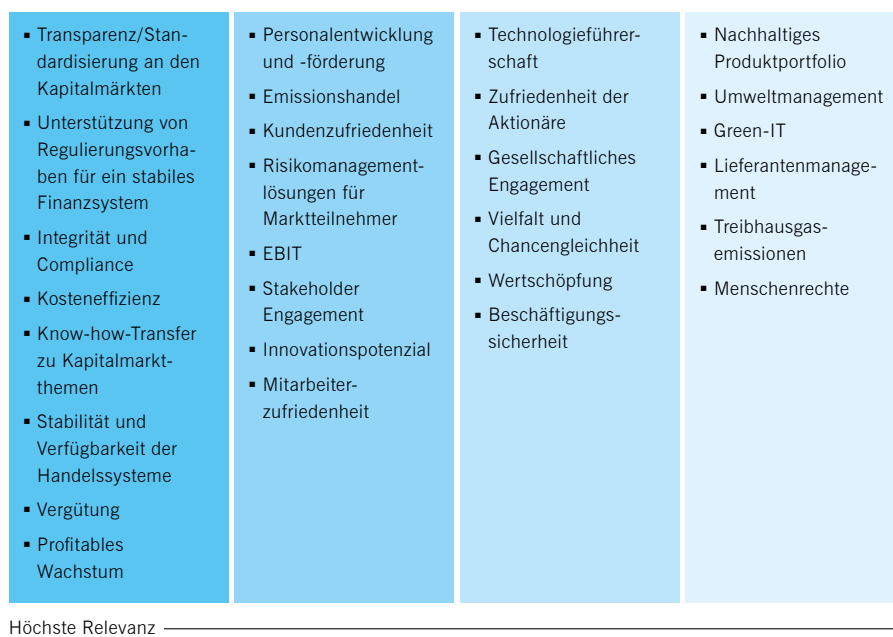 ▪ Transparenz/Stan-
dardisierung an den
Kapitalmärkten
▪ Unterstützung von
Regulierungsvorha-
ben für ein stabiles
Finanzsystem
▪ Integrität und
Compliance
▪ Kosteneffizienz
▪ Know-how-Transfer
zu Kapitalmarkt-
themen
▪ Stabilität und
Verfügbarkeit der
Handelssysteme
▪ Vergütung
▪ Profitables
Wachstum
▪ Personalentwicklung
und -förderung
▪ Emissionshandel
▪ Kundenzufriedenheit
▪ Risikomanagement-
lösungen für
Marktteilnehmer
▪ EBIT
▪ Stakeholder
Engagement
▪ Innovationspotenzial
▪ Mitarbeiter-
zufriedenheit
▪ Technologieführer-
schaft
▪ Zufriedenheit der
Aktionäre
▪ Gesellschaftliches
Engagement
▪ Vielfalt und
Chancengleichheit
▪ Wertschöpfung
▪ Beschäftigungs-
sicherheit
▪ Nachhaltiges
Produktportfolio
▪ Umweltmanagement
▪ Green-IT
▪ Lieferantenmanage-
ment
▪ Treibhausgas-
emissionen
▪ Menschenrechte
Höchste Relevanz